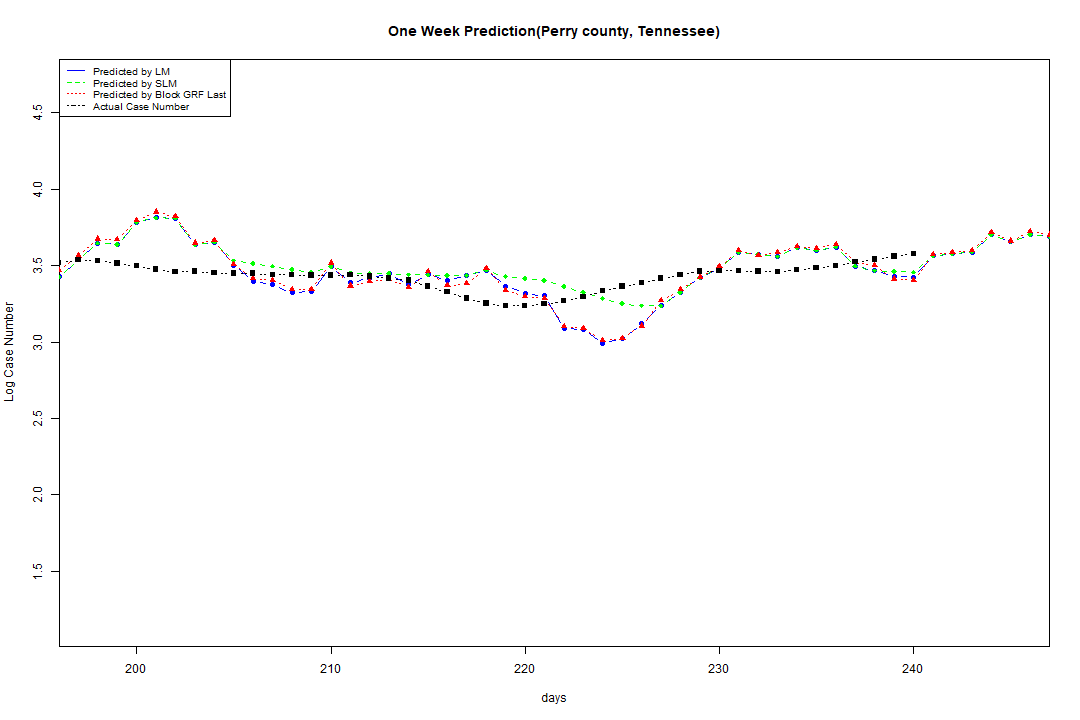 One Week Prediction(Perry county, Tennessee)
Predicted by LM
Predicted by SLM
Predicted by Block GRF Last
Actual Case Number
Log Case Number
4.5
4.0
3.5
3.0
2.5
2.0
1.5
200 210 220 230 240
days